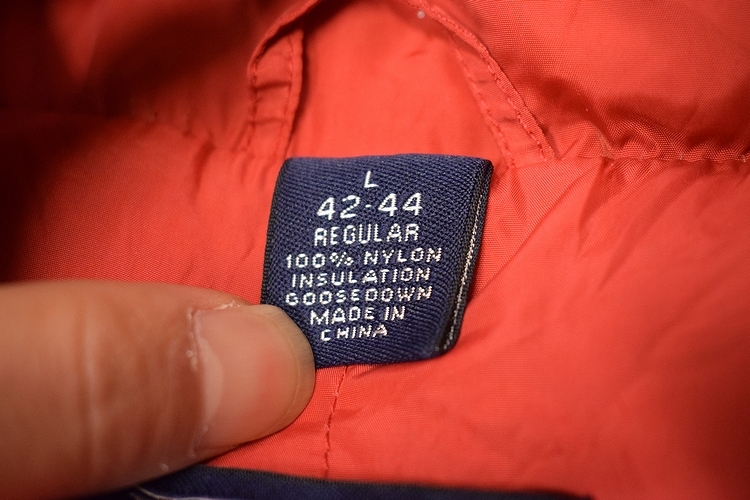 L
42-44
REGULAR
100% NYLON
INSULATION
GOOSEDOWN
MADE IN
CHINA